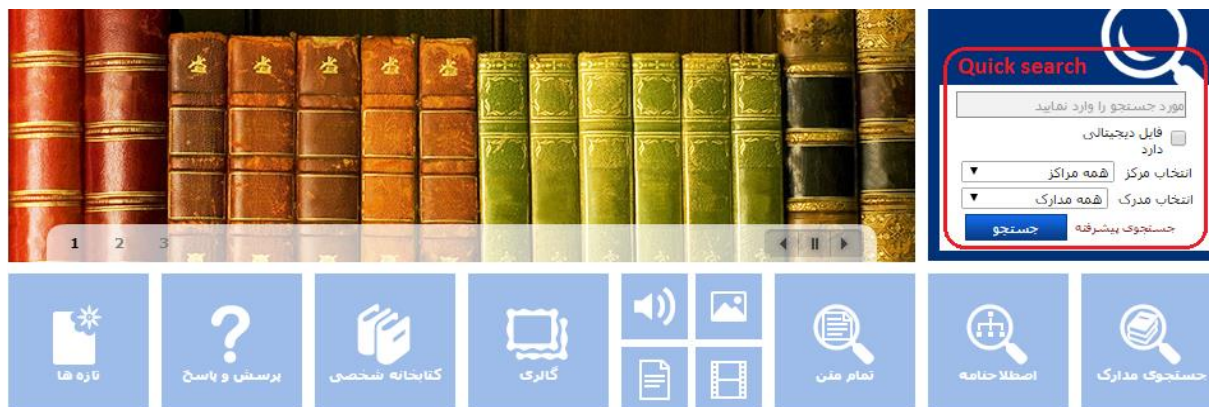 Quick search
مورد جستجو را وارد نمایید
فایل دیجیتالی
دارد
انتخاب مرکز همه مراکز
انتخاب مدرک همه مدارک
جستجوی پیشرفته جستجو
1 2 3
جستجوی مدارک
اصطلاحنامه
تمام متن
گالری
کتابخانه شخصی
پرسش و پاسخ
تازه ها